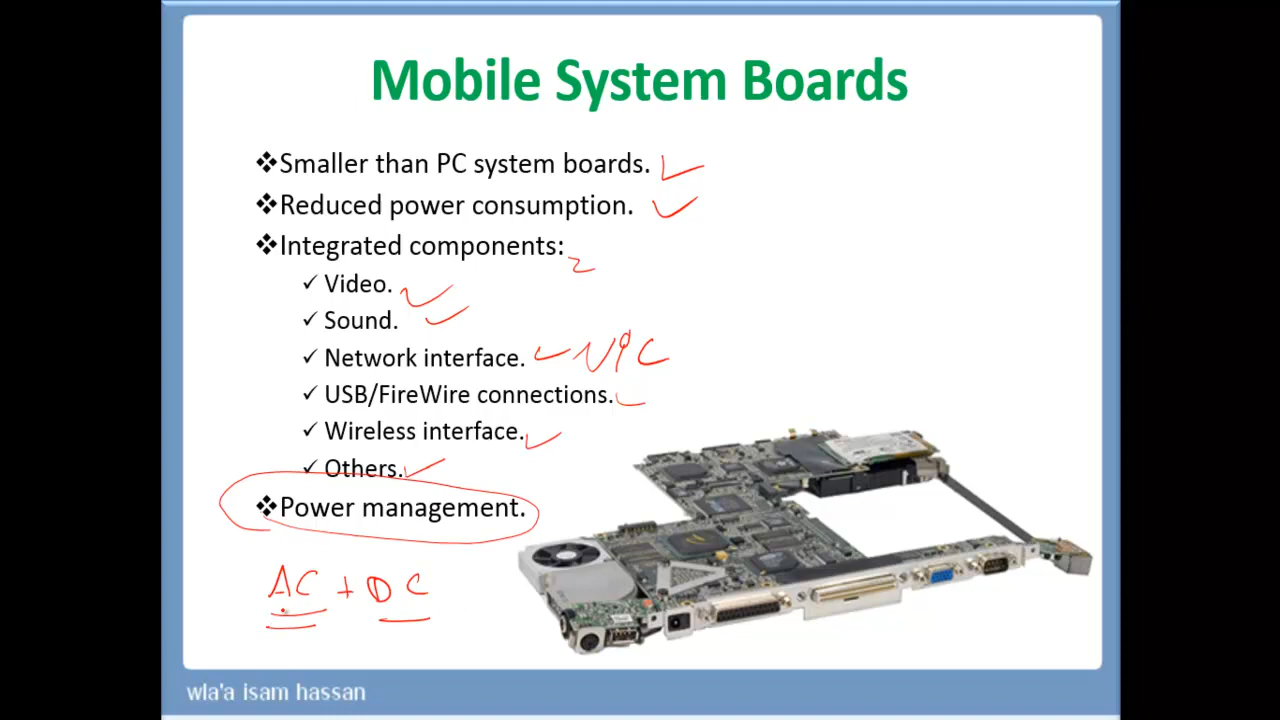 Mobile System Boards
❖Smaller than PC system boards.
❖Reduced power consumption.
❖Integrated components:
✓ Video.
✓ Sound.
✓ Network interface. NIC
✓ USB/FireWire connections.
✓ Wireless interface.
✓ Others.
❖Power management.
AC + DC
wla'a isam hassan